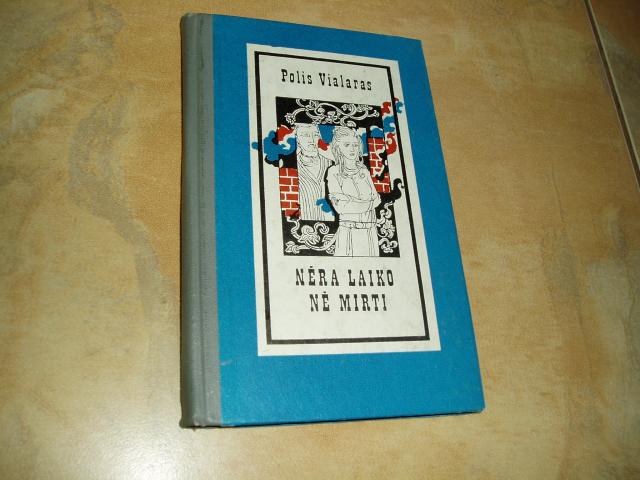 Polis Vialaras
NĖRA LAIKO
NĖ MIRTI